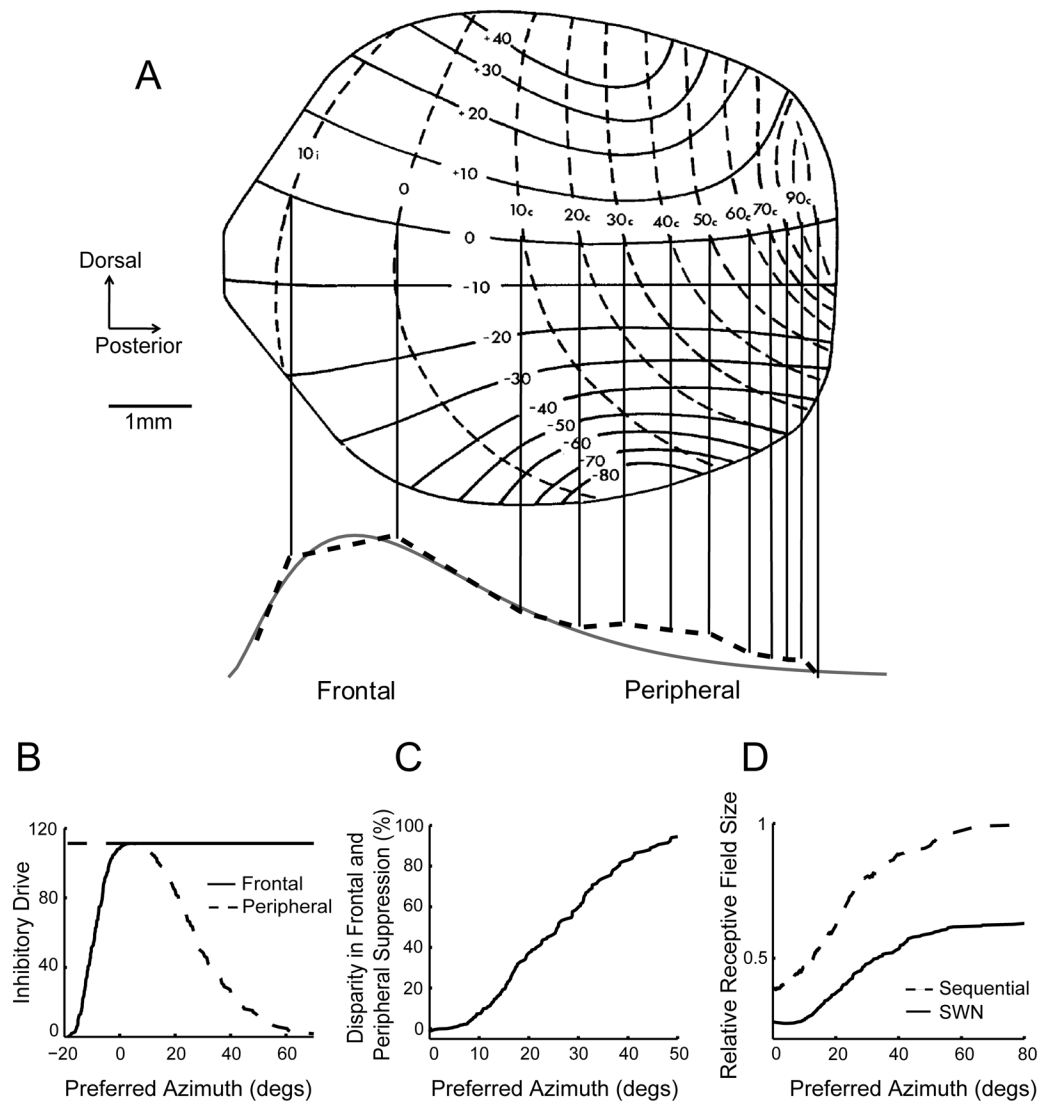 A
+40
+30
+20
+10
0
-10
-20
-30
-40
-50
-60
-70
-80
10i
0
10c
20c
30c
40c
50c
60c
70c
90c
Dorsal
Posterior
1mm
Frontal
Peripheral
B
Inhibitory Drive
120
80
40
0
-20
0
20
40
60
Frontal
Peripheral
Preferred Azimuth (degs)
C
Disparity in Frontal and
Peripheral Suppression (%)
100
80
60
40
20
0
0
10
20
30
40
50
Preferred Azimuth (degs)
D
Relative Receptive Field Size
1
0.5
0
20
40
60
80
Sequential
SWN
Preferred Azimuth (degs)